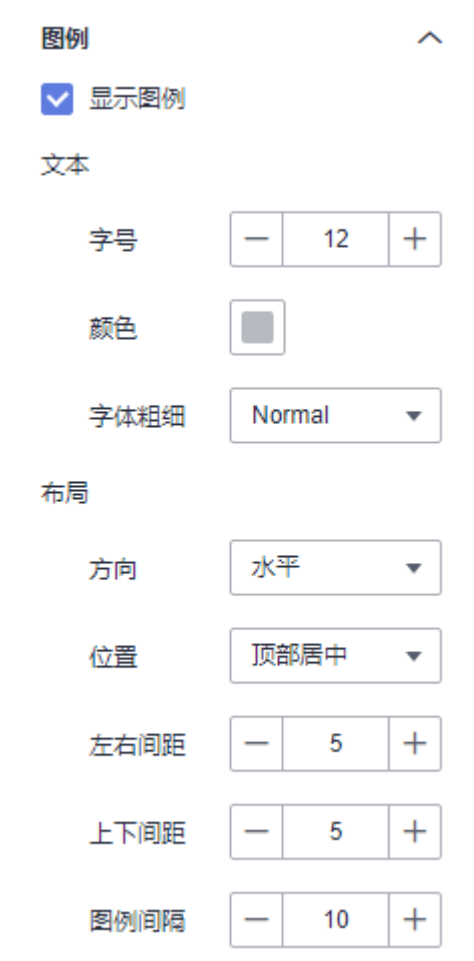 图例
显示图例
文本
字号 12
颜色
字体粗细 Normal
布局
方向 水平
位置 顶部居中
左右间距 5
上下间距 5
图例间隔 10